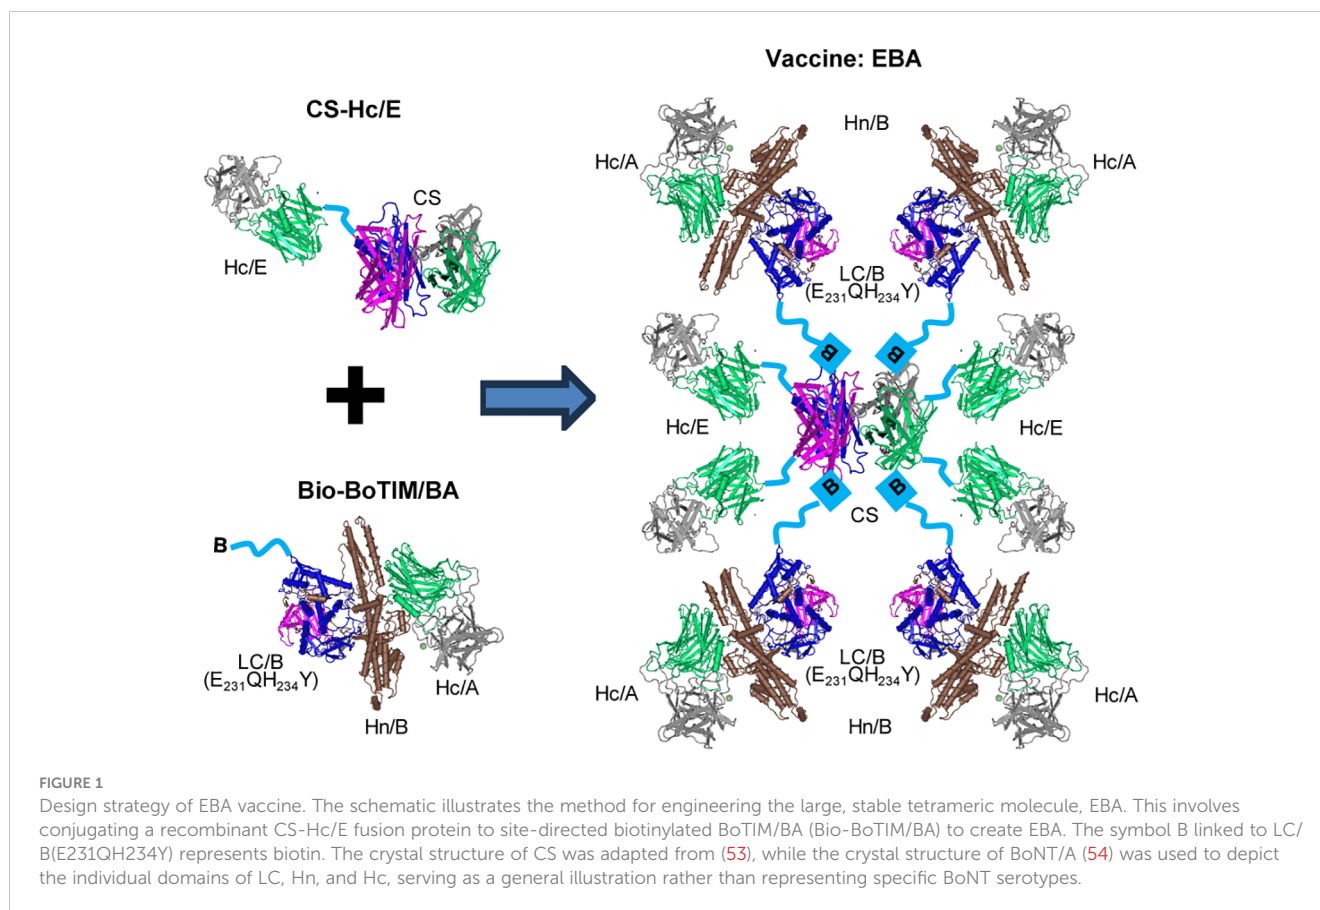 Vaccine: EBA
CS-Hc/E
Hn/B
Hc/A
Hc/A
CS
Hc/E
LC/B
(E₂₃₁QH₂₃₄Y)
B
B
Hc/E
Hc/E
Bio-BoTIM/BA
B
B
CS
B
LC/B
(E₂₃₁QH₂₃₄Y)
Hc/A
Hn/B
LC/B
(E₂₃₁QH₂₃₄Y)
Hc/A
Hc/A
Hn/B
FIGURE 1
Design strategy of EBA vaccine. The schematic illustrates the method for engineering the large, stable tetrameric molecule, EBA. This involves
conjugating a recombinant CS-Hc/E fusion protein to site-directed biotinylated BoTIM/BA (Bio-BoTIM/BA) to create EBA. The symbol B linked to LC/
B(E231QH234Y) represents biotin. The crystal structure of CS was adapted from (53), while the crystal structure of BoNT/A (54) was used to depict
the individual domains of LC, Hn, and Hc, serving as a general illustration rather than representing specific BoNT serotypes.